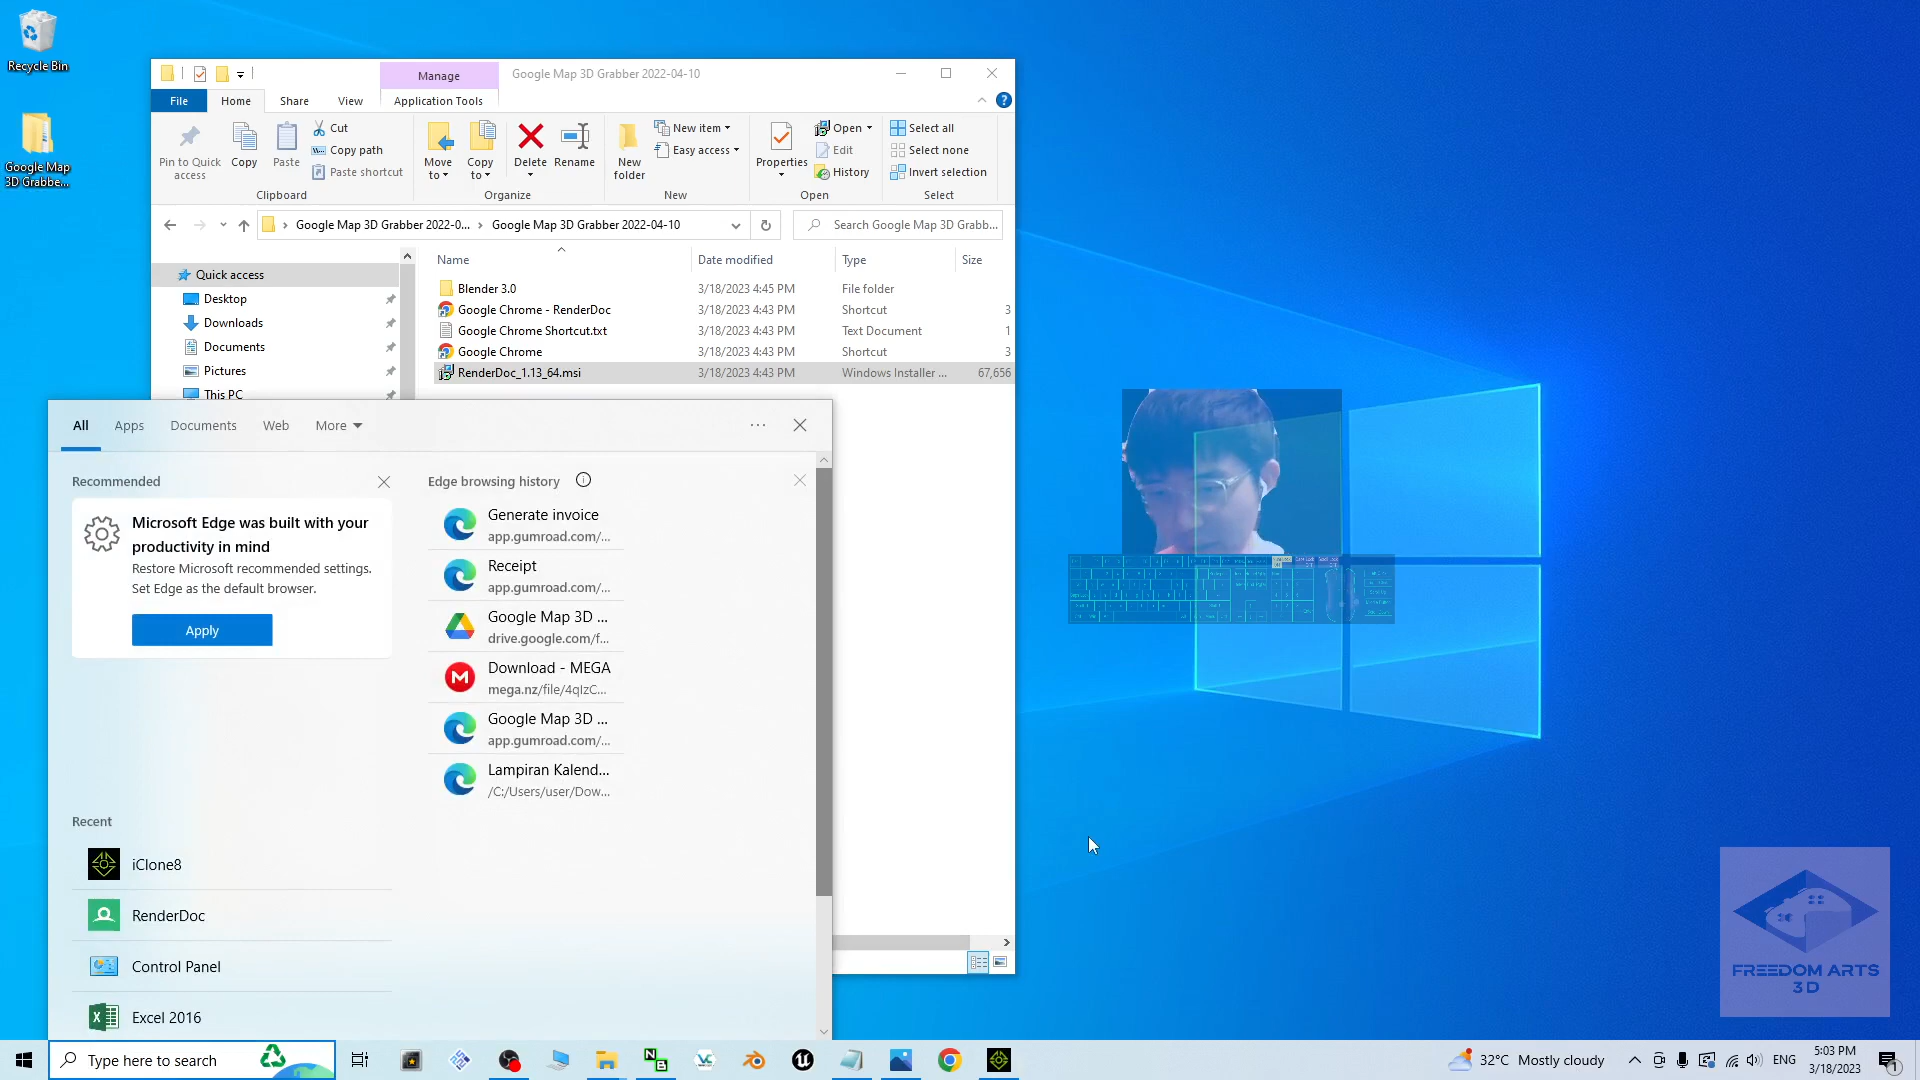 Recycle Bin
Google Map
3D Grabbe...
Manage
Google Map 3D Grabber 2022-04-10
File
Home
Share
View
Application Tools
Pin to Quick
access
Copy
Paste
Cut
Copy path
Paste shortcut
Clipboard
Move
to
Copy
to
Delete
Rename
Organize
New
folder
New item
Easy access
New
Properties
Open
Edit
History
Open
Select all
Select none
Invert selection
Select
Google Map 3D Grabber 2022-0...
Google Map 3D Grabber 2022-04-10
Search Google Map 3D Grabb...
Name
Date modified
Type
Size
Quick access
Desktop
Downloads
Documents
Pictures
This PC
Blender 3.0 3/18/2023 4:45 PM File folder
Google Chrome - RenderDoc 3/18/2023 4:43 PM Shortcut 3
Google Chrome Shortcut.txt 3/18/2023 4:43 PM Text Document 1
Google Chrome 3/18/2023 4:43 PM Shortcut 3
RenderDoc_1.13_64.msi 3/18/2023 4:43 PM Windows Installer ... 67,656
All
Apps
Documents
Web
More
Recommended
Microsoft Edge was built with your
productivity in mind
Restore Microsoft recommended settings.
Set Edge as the default browser.
Apply
Edge browsing history
Generate invoice
app.gumroad.com/...
Receipt
app.gumroad.com/...
Google Map 3D ...
drive.google.com/f...
Download - MEGA
mega.nz/file/4qIzC...
Google Map 3D ...
app.gumroad.com/...
Lampiran Kalend...
/C:/Users/user/Dow...
Recent
iClone8
RenderDoc
Control Panel
Excel 2016
FREEDOM ARTS
3D
Type here to search
32°C Mostly cloudy
ENG
5:03 PM
3/18/2023
1